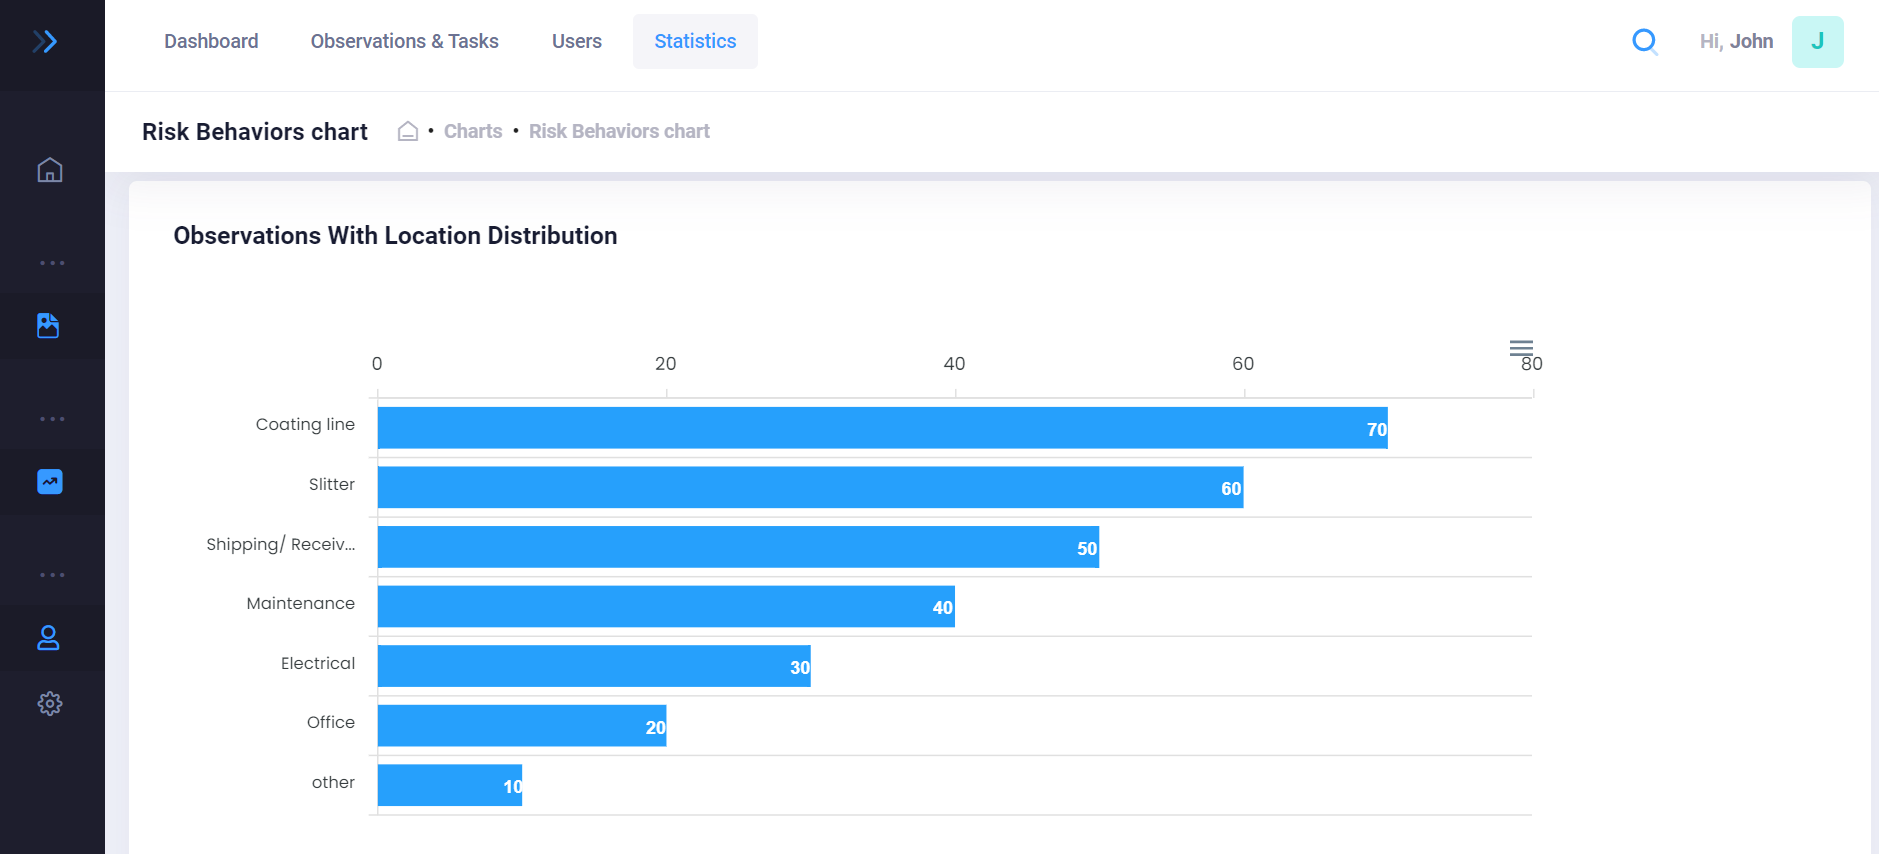 Dashboard Observations & Tasks Users Statistics Hi, John J
Risk Behaviors chart • Charts • Risk Behaviors chart
Observations With Location Distribution
0 20 40 60 80
Coating line 70
Slitter 60
Shipping/ Receiv... 50
Maintenance 40
Electrical 30
Office 20
other 10